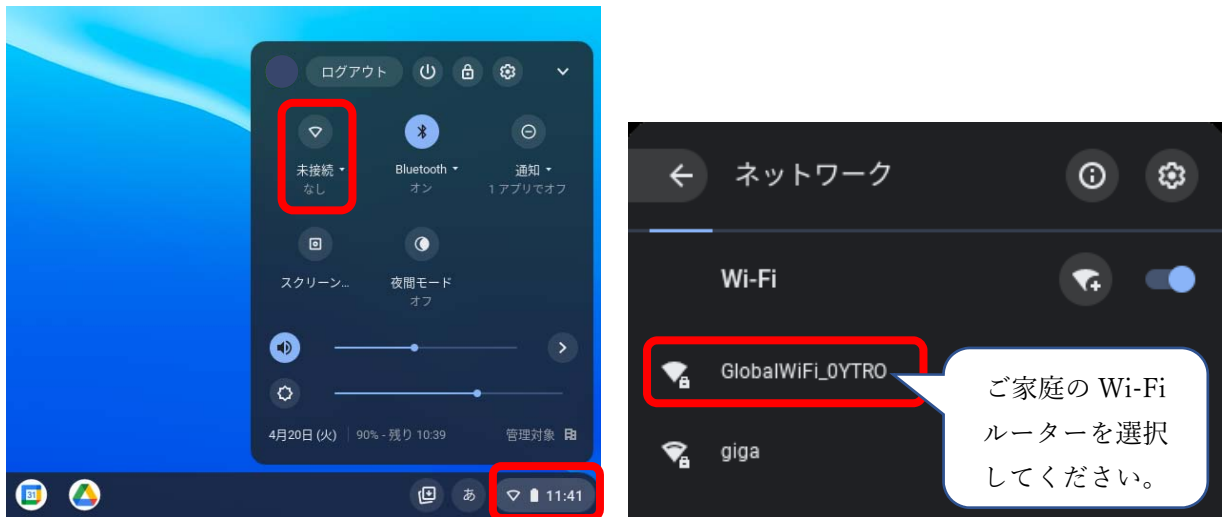 ログアウト
未接続
なし
Bluetooth
オン
通知
1 アプリでオフ
スクリーン...
夜間モード
オフ
4月20日 (火)
90% - 残り 10:39
管理対象
31
あ
11:41
ネットワーク
Wi-Fi
GlobalWiFi_0YTRO
giga
ご家庭の Wi-Fi
ルーターを選択
してください。